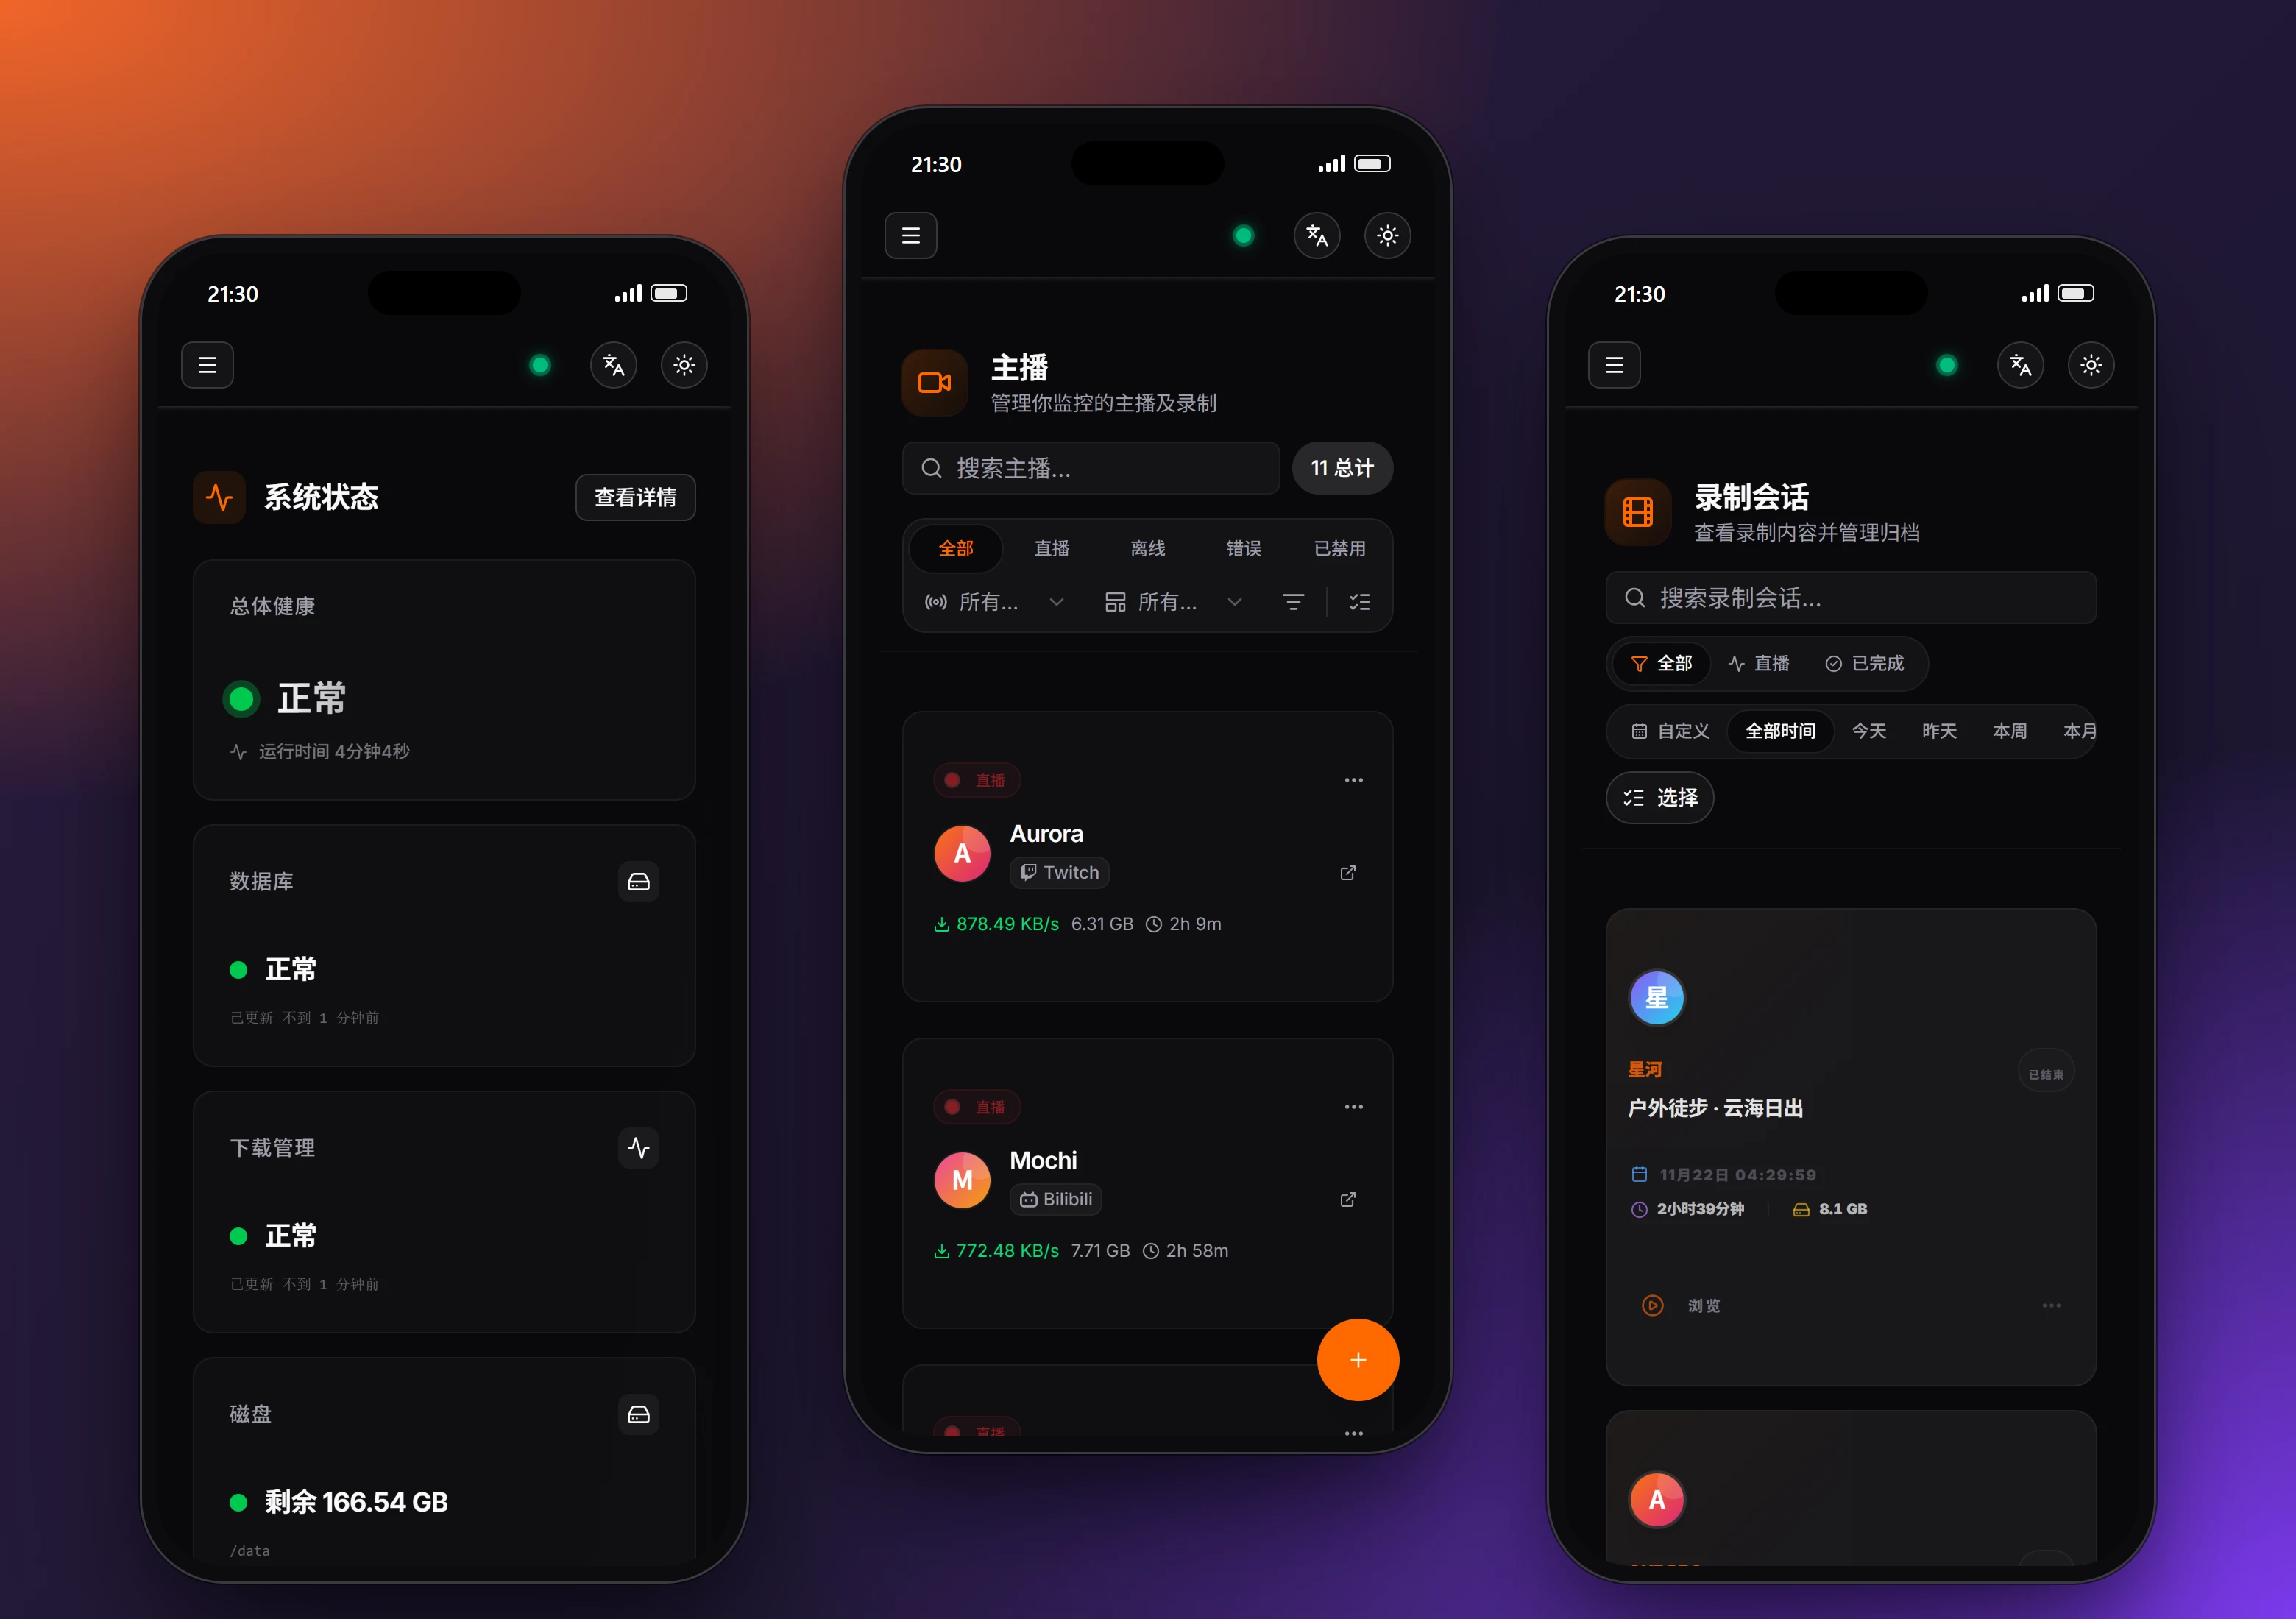 21:30
系统状态
查看详情
总体健康
正常
运行时间 4分钟4秒
数据库
正常
已更新 不到 1 分钟前
下载管理
正常
已更新 不到 1 分钟前
磁盘
剩余 166.54 GB
/data
21:30
主播
管理你监控的主播及录制
搜索主播...
11 总计
全部 直播 离线 错误 已禁用
所有... 所有...
直播
A
Aurora
Twitch
878.49 KB/s 6.31 GB 2h 9m
直播
M
Mochi
Bilibili
772.48 KB/s 7.71 GB 2h 58m
+
直播
21:30
录制会话
查看录制内容并管理归档
搜索录制会话...
全部 直播 已完成
自定义 全部时间 今天 昨天 本周 本月
选择
星
星河
已结束
户外徒步 · 云海日出
11月22日 04:29:59
2小时39分钟 8.1 GB
浏览
A